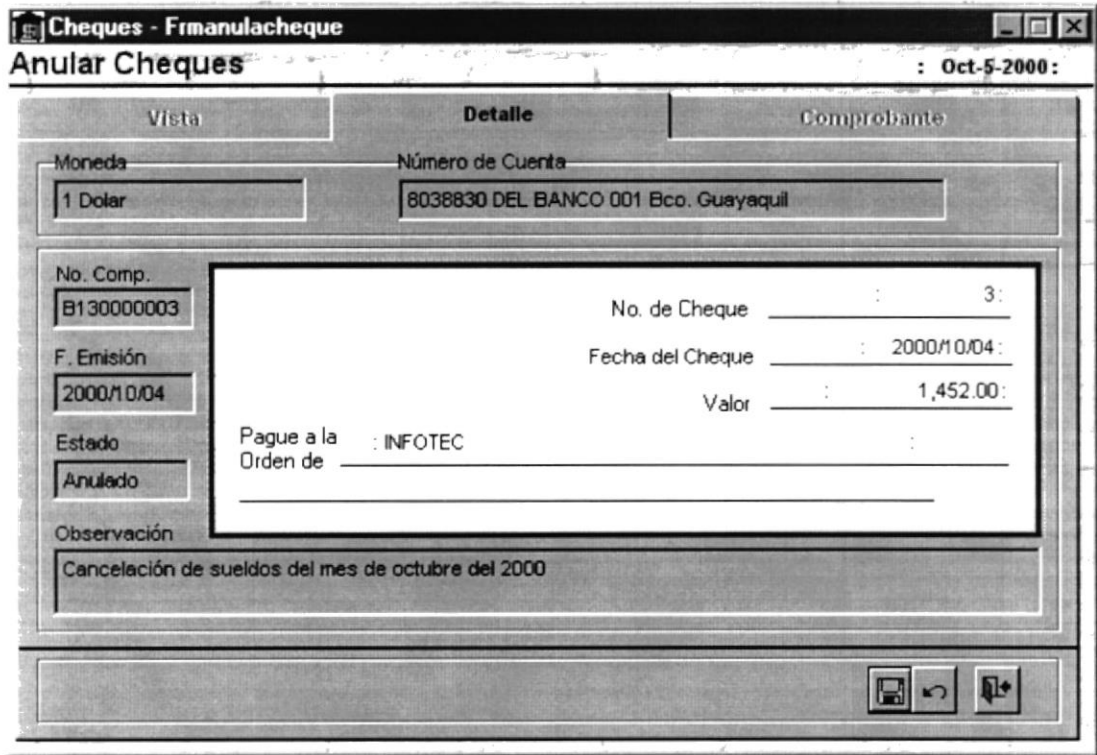 Cheques - Frmanulacheque
Anular Cheques : Oct-5-2000:
Vista Detalle Comprobante
Moneda Número de Cuenta
1 Dolar 8038830 DEL BANCO 001 Bco. Guayaquil
No. Comp.
B130000003
No. de Cheque : 3:
F. Emisión
2000/10/04
Fecha del Cheque : 2000/10/04:
Valor : 1,452.00:
Estado
Anulado
Pague a la
Orden de : INFOTEC :
Observación
Cancelación de sueldos del mes de octubre del 2000